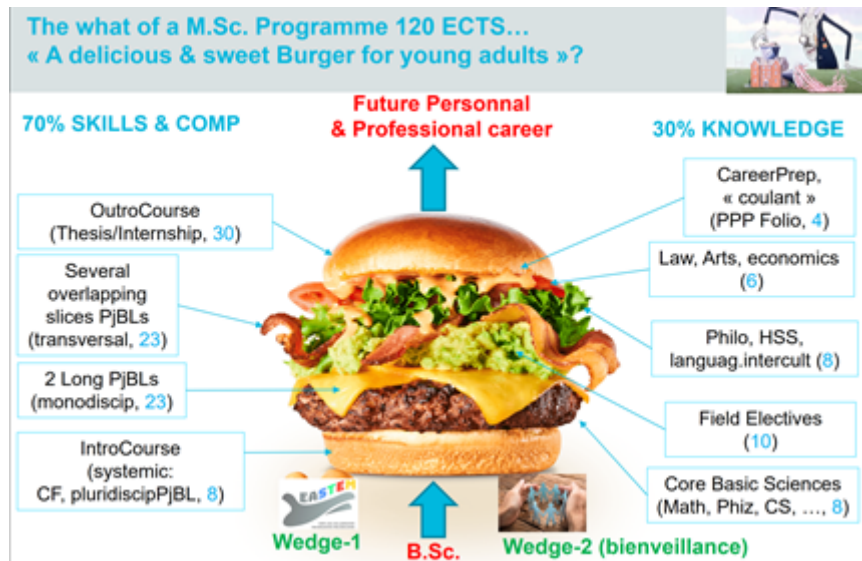 The what of a M.Sc. Programme 120 ECTS…
« A delicious & sweet Burger for young adults »?
70% SKILLS & COMP
Future Personnal
& Professional career
30% KNOWLEDGE
OutroCourse
(Thesis/Internship, 30)
Several
overlapping
slices PjBLs
(transversal, 23)
2 Long PjBLs
(monodiscip, 23)
IntroCourse
(systemic:
CF, pluridiscipPjBL, 8)
CareerPrep,
« coulant »
(PPP Folio, 4)
Law, Arts, economics
(6)
Philo, HSS,
languag.intercult (8)
Field Electives
(10)
Core Basic Sciences
(Math, Phiz, CS, …, 8)
EASTEM
Wedge-1
B.Sc.
Wedge-2 (bienveillance)